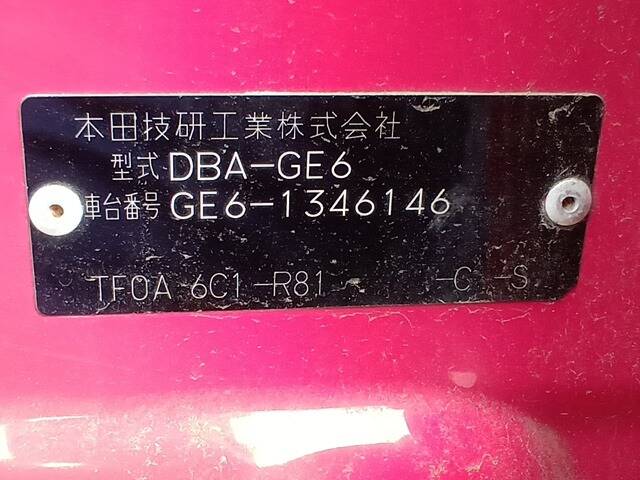 本田技研工業株式会社
型式 DBA-GE6
車台番号 GE6-1346146
TF0A 6C1 -R81 -C -S